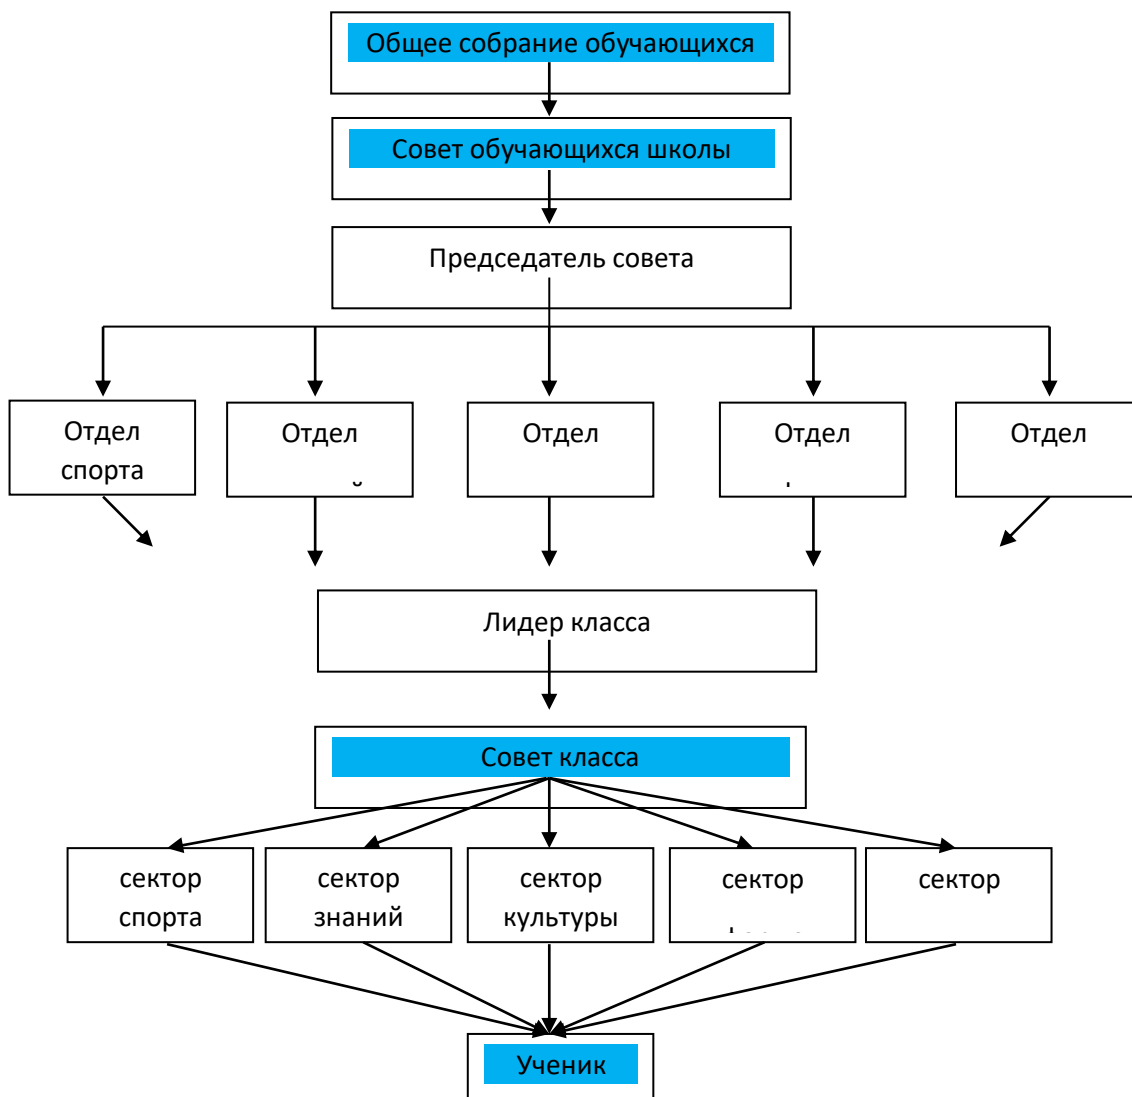 Общее собрание обучающихся
Совет обучающихся школы
Председатель совета
Отдел
спорта
Отдел
Отдел
Отдел
Отдел
Лидер класса
Совет класса
сектор
спорта
сектор
знаний
сектор
культуры
сектор
сектор
Ученик